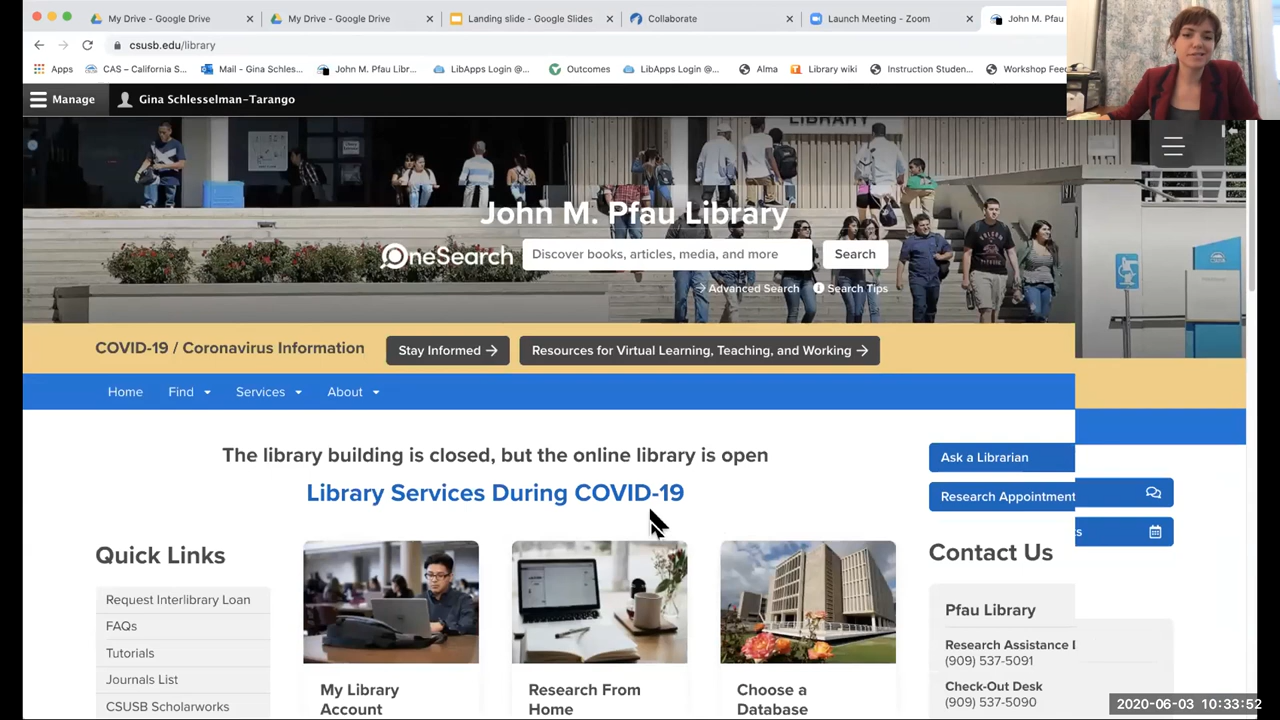 My Drive - Google Drive
My Drive - Google Drive
Landing slide - Google Slides
Collaborate
Launch Meeting - Zoom
John M. Pfau
csusb.edu/library
Apps
CAS – California S...
Mail - Gina Schles...
John M. Pfau Libr...
LibApps Login @...
Outcomes
LibApps Login @...
Alma
Library wiki
Instruction Studen...
Workshop Feed
Manage
Gina Schlesselman-Tarango
LIBRARY
John M. Pfau Library
OneSearch
Discover books, articles, media, and more
Search
Advanced Search
Search Tips
COVID-19 / Coronavirus Information
Stay Informed →
Resources for Virtual Learning, Teaching, and Working →
Home
Find
Services
About
The library building is closed, but the online library is open
Library Services During COVID-19
Ask a Librarian
Research Appointment
s
Quick Links
Request Interlibrary Loan
FAQs
Tutorials
Journals List
CSUSB Scholarworks
My Library
Account
Research From
Home
Choose a
Database
Contact Us
Pfau Library
Research Assistance
(909) 537-5091
Check-Out Desk
(909) 537-5090
2020-06-03 10:33:52